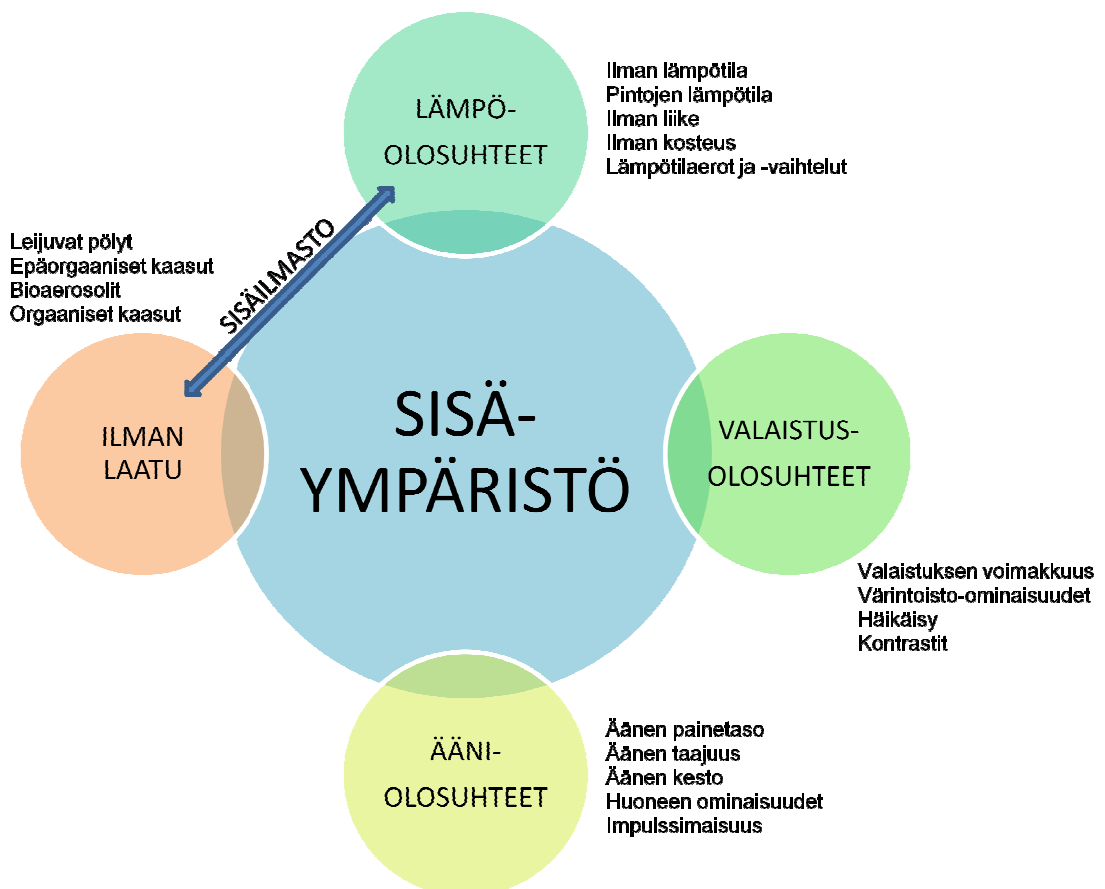 LÄMPÖ-
OLOSUHTEET
Ilman lämpötila
Pintojen lämpötila
Ilman liike
Ilman kosteus
Lämpötilaerot ja -vaihtelut
SISÄILMASTO
Leijuvat pölyt
Epäorgaaniset kaasut
Bioaerosolit
Orgaaniset kaasut
ILMAN
LAATU
SISÄ-
YMPÄRISTÖ
VALAISTUS-
OLOSUHTEET
Valaistuksen voimakkuus
Värintoisto-ominaisuudet
Häikäisy
Kontrastit
ÄÄNI-
OLOSUHTEET
Äänen painetaso
Äänen taajuus
Äänen kesto
Huoneen ominaisuudet
Impulssimaisuus